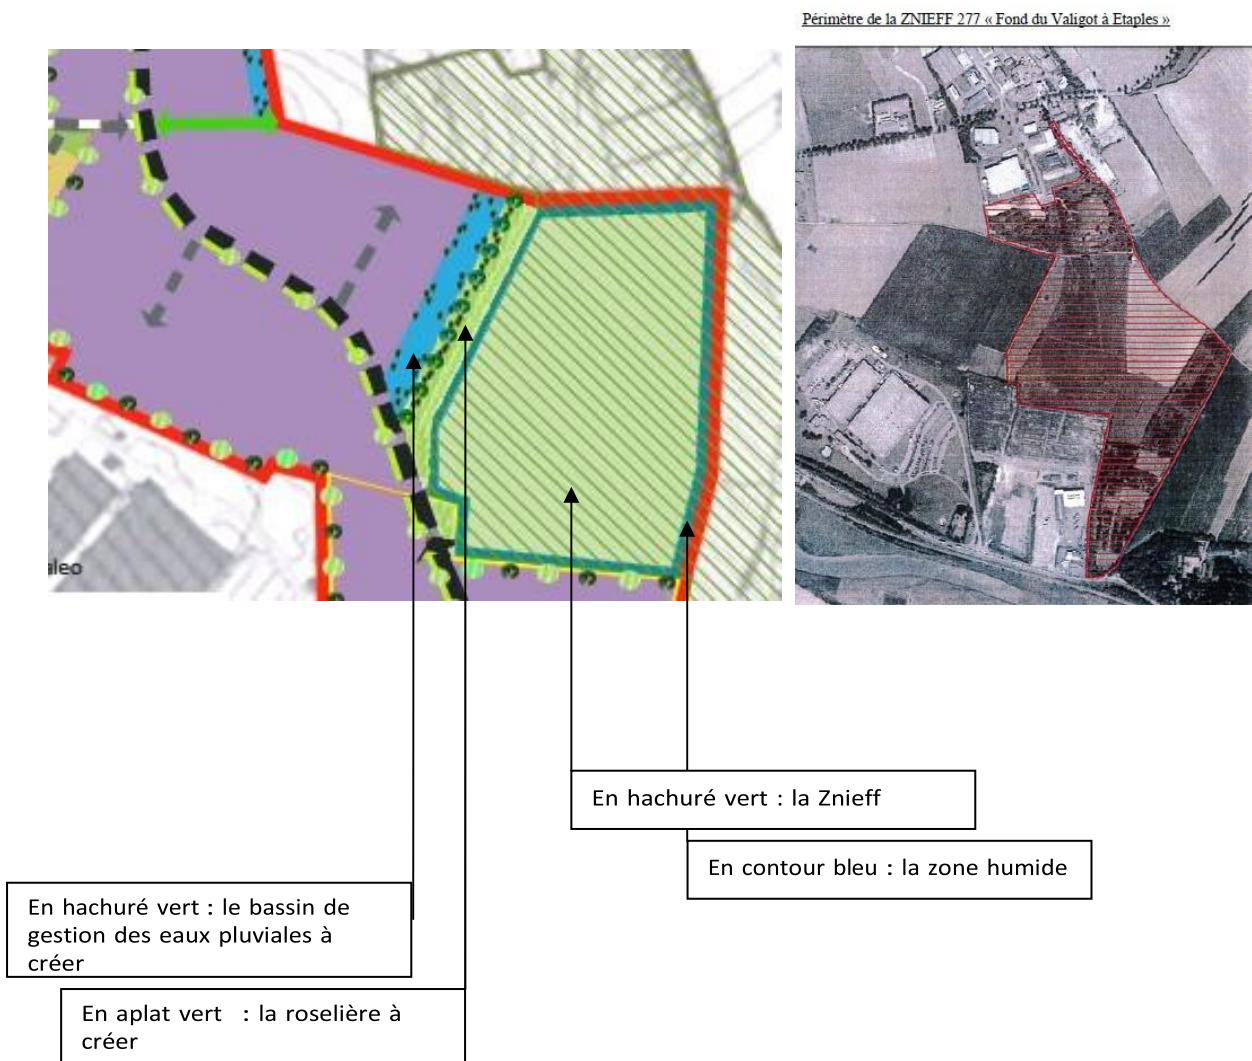 Périmètre de la ZNIEFF 277 « Fond du Valigot à Etaples »
aleo
En hachuré vert : la Znieff
En contour bleu : la zone humide
En hachuré vert : le bassin de
gestion des eaux pluviales à
créer
En aplat vert : la roselière à
créer